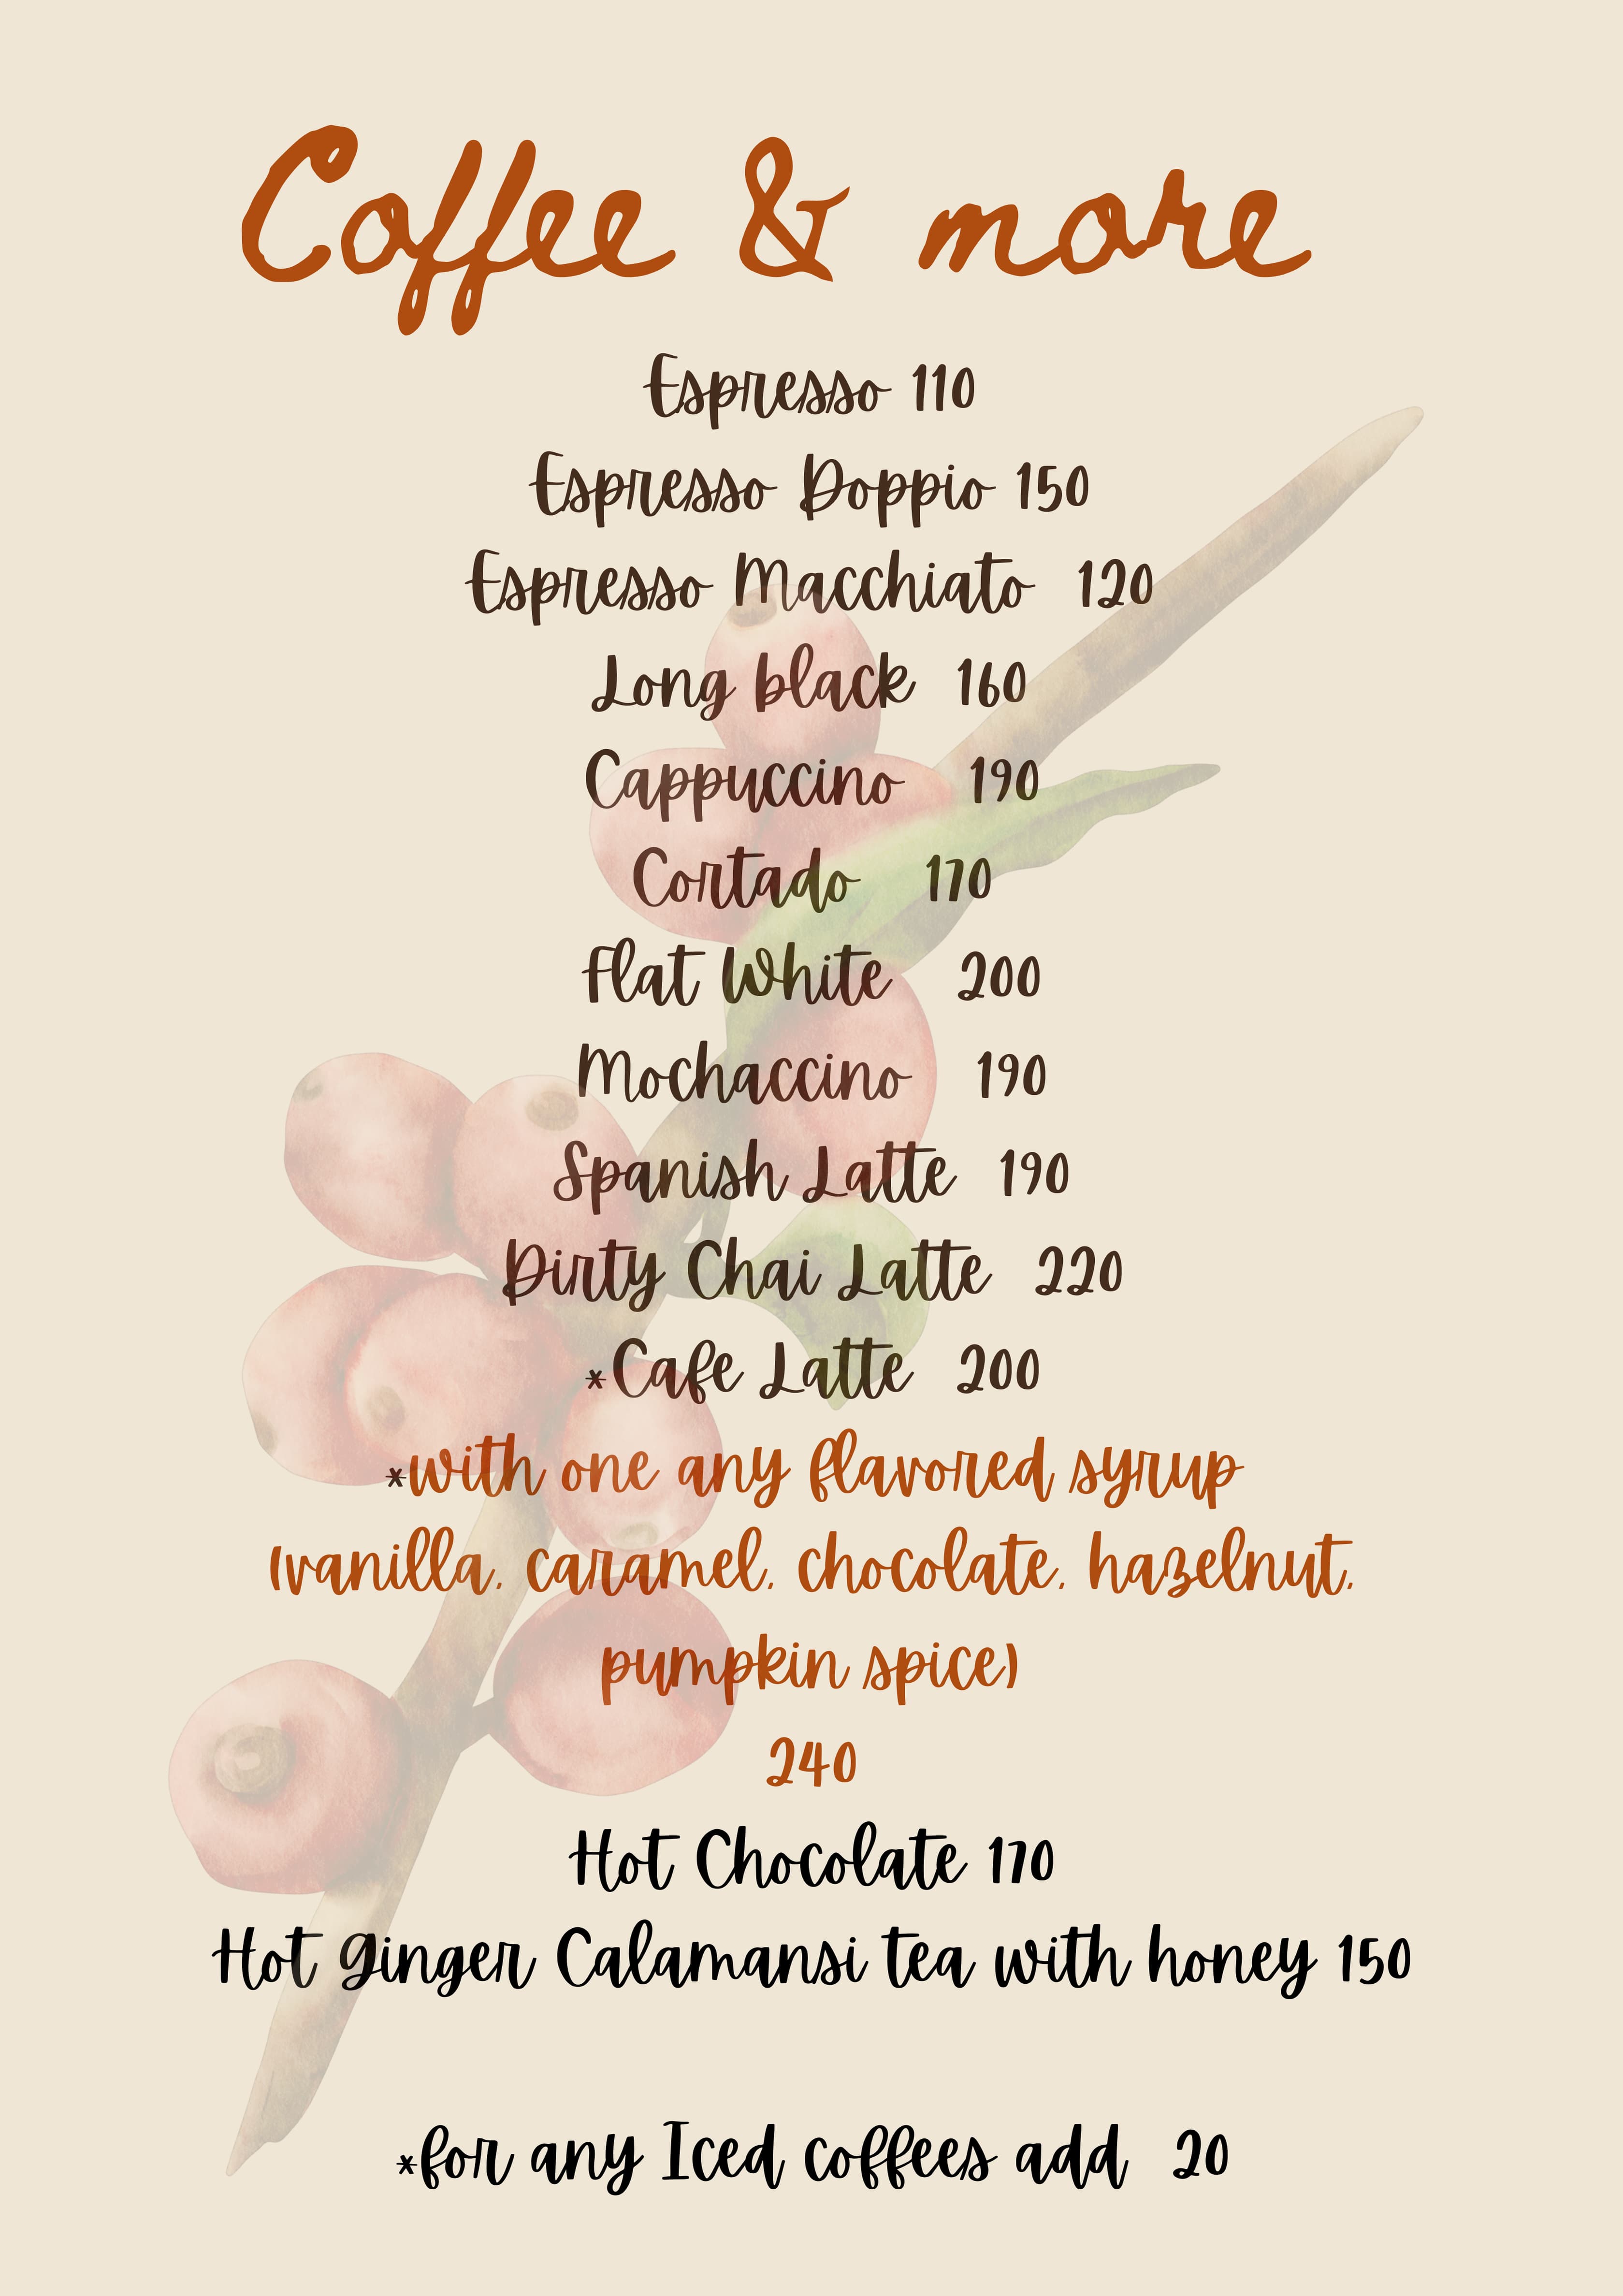 Coffee & more
Espresso 110
Espresso Doppio 150
Espresso Macchiato 120
Long black 160
Cappuccino 190
Cortado 170
Flat White 200
Mochaccino 190
Spanish Latte 190
Dirty Chai Latte 220
*Cafe Latte 200
*with one any flavored syrup
(vanilla, caramel, chocolate, hazelnut,
pumpkin spice)
240
Hot Chocolate 170
Hot Ginger Calamansi tea with honey 150
*for any Iced coffees add 20